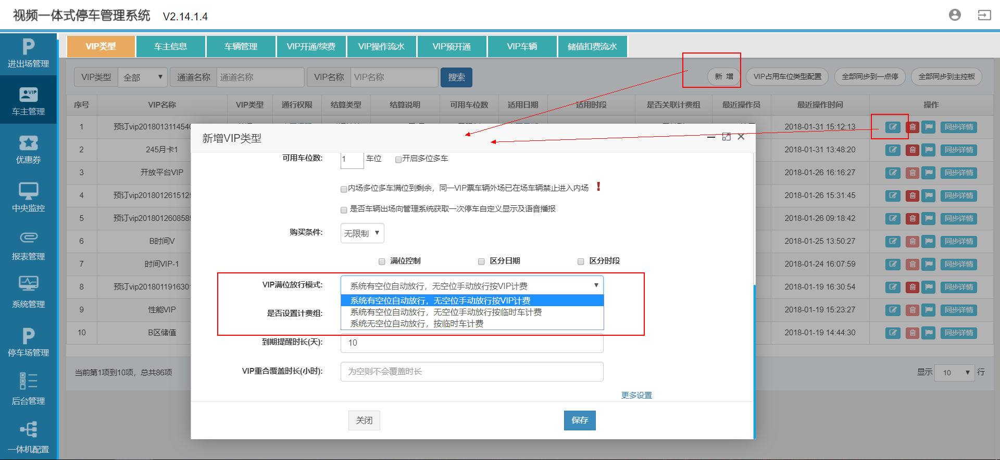 视频一体式停车管理系统 V2.14.1.4
进出场管理
车主管理
优惠券
中央监控
报表管理
系统管理
停车场管理
后台管理
一体机配置
VIP类型 车主信息 车辆管理 VIP开通/续费 VIP操作流水 VIP预开通 VIP车辆 储值扣费流水
VIP类型 全部 通道名称 通道名称 VIP名称 VIP名称 搜索 新 增 VIP占用车位类型配置 全部同步到一点停 全部同步到主控板
序号 VIP名称 VIP类型 通行权限 结算类型 结算说明 可用车位数 适用日期 适用时段 是否关联计费组 最近操作员 最近操作时间 操作
1 预订vip2018013114540 2018-01-31 15:12:13 同步详情
2 245月卡1 2018-01-31 13:48:20 同步详情
3 开放平台VIP 2018-01-26 16:16:27 同步详情
4 预订vip201801261512 2018-01-26 15:31:45 同步详情
5 预订vip201801260858 2018-01-26 09:18:42 同步详情
6 B时间V 2018-01-25 13:50:27 同步详情
7 时间VIP-1 2018-01-24 16:07:59 同步详情
8 预订vip201801191630 2018-01-19 16:30:54 同步详情
9 性能VIP 2018-01-19 15:23:27 同步详情
10 B区储值 2018-01-19 14:44:30 同步详情
当前第1项到10项，总共86项 显示 10 行
新增VIP类型
可用车位数: 1 车位 开启多位多车
内场多位多车满位到剩余，同一VIP票车辆外场已在场车辆禁止进入内场 !
是否车辆出场向管理系统获取一次停车自定义显示及语音播报
购买条件: 无限制
满位控制 区分日期 区分时段
VIP满位放行模式: 系统有空位自动放行，无空位手动放行按VIP计费
系统有空位自动放行，无空位手动放行按VIP计费
是否设置计费组: 系统有空位自动放行，无空位手动放行按临时车计费
系统无空位自动放行，按临时车计费
到期提醒时长(天): 10
VIP重合覆盖时长(小时): 为空则不会覆盖时长
更多设置
关闭 保存